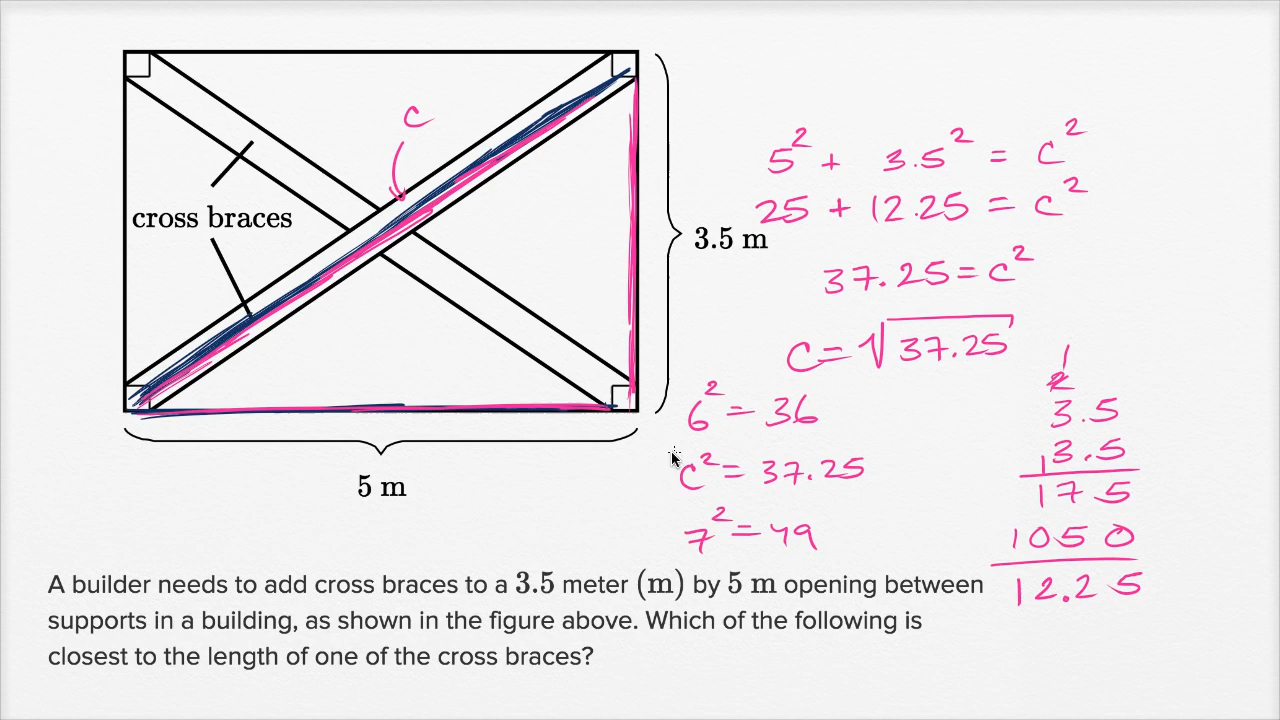 c
cross braces
3.5 m
5 m
5² + 3.5² = c²
25 + 12.25 = c²
37.25 = c²
c = √37.25
6² = 36
c² = 37.25
7² = 49
1
2
3.5
13.5
175
1050
12.25
A builder needs to add cross braces to a 3.5 meter (m) by 5 m opening between
supports in a building, as shown in the figure above. Which of the following is
closest to the length of one of the cross braces?